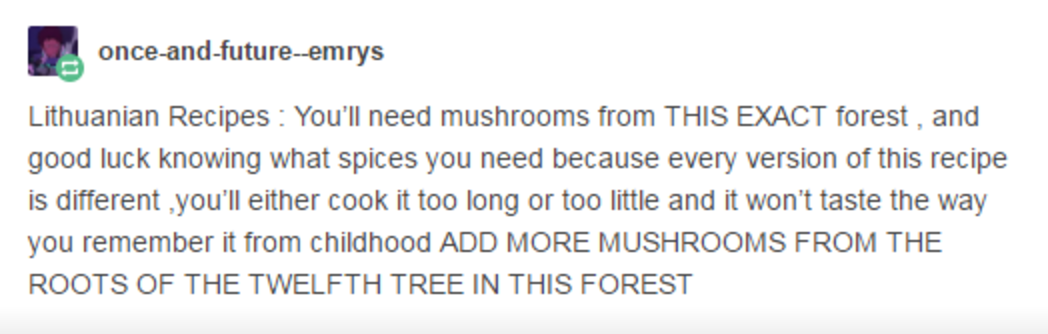 once-and-future--emrys
Lithuanian Recipes : You’ll need mushrooms from THIS EXACT forest , and
good luck knowing what spices you need because every version of this recipe
is different ,you’ll either cook it too long or too little and it won’t taste the way
you remember it from childhood ADD MORE MUSHROOMS FROM THE
ROOTS OF THE TWELFTH TREE IN THIS FOREST